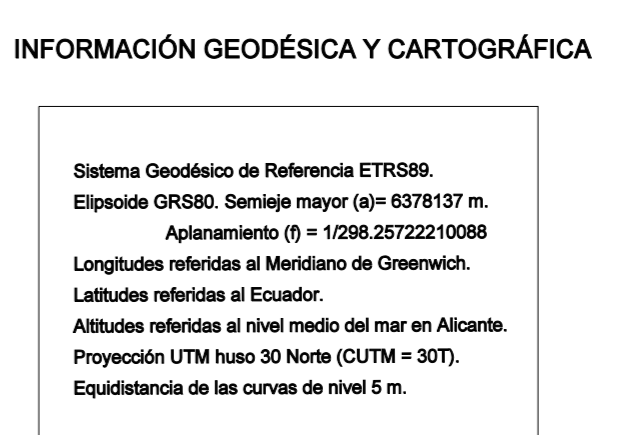 INFORMACIÓN GEODÉSICA Y CARTOGRÁFICA
Sistema Geodésico de Referencia ETRS89.
Elipsoide GRS80. Semieje mayor (a)= 6378137 m.
Aplanamiento (f) = 1/298.25722210088
Longitudes referidas al Meridiano de Greenwich.
Latitudes referidas al Ecuador.
Altitudes referidas al nivel medio del mar en Alicante.
Proyección UTM huso 30 Norte (CUTM = 30T).
Equidistancia de las curvas de nivel 5 m.